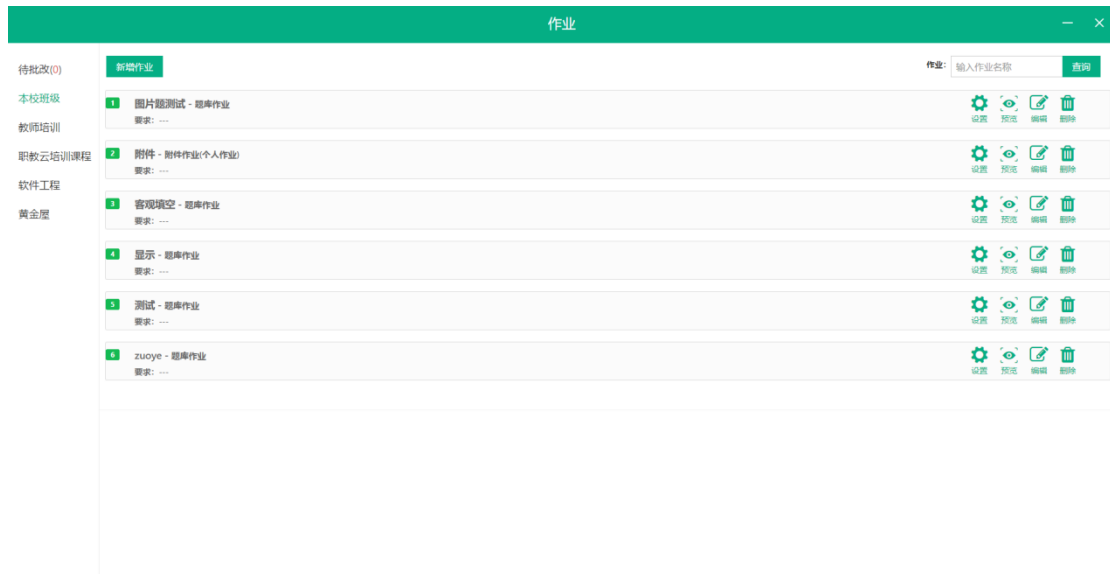 作业
待批改(0)
本校班级
教师培训
职教云培训课程
软件工程
黄金屋
新增作业
作业: 输入作业名称 查询
1 图片题测试 - 题库作业
要求: ---
设置 预览 编辑 删除
2 附件 - 附件作业(个人作业)
要求: ---
设置 预览 编辑 删除
3 客观填空 - 题库作业
要求: ---
设置 预览 编辑 删除
4 显示 - 题库作业
要求: ---
设置 预览 编辑 删除
5 测试 - 题库作业
要求: ---
设置 预览 编辑 删除
6 zuoye - 题库作业
要求: ---
设置 预览 编辑 删除